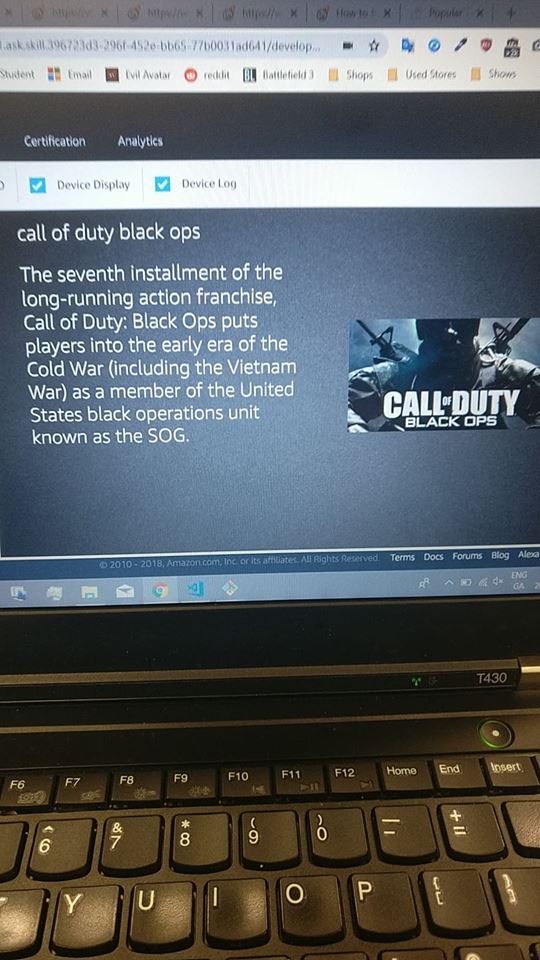 https:// https:// https:// How to Popular
.ask.skill.396723d3-296f-452e-bb65-77b0031ad641/develop...
Student Email Evil Avatar reddit BL Battlefield 3 Shops Used Stores Shows
Certification Analytics
Device Display Device Log
call of duty black ops
The seventh installment of the
long-running action franchise,
Call of Duty: Black Ops puts
players into the early era of the
Cold War (including the Vietnam
War) as a member of the United
States black operations unit
known as the SOG.
CALL OF DUTY
BLACK OPS
© 2010 - 2018, Amazon.com, Inc. or its affiliates. All Rights Reserved. Terms Docs Forums Blog Alexa
ENG
GA
T430
F6 F7 F8 F9 F10 F11 F12 Home End Insert
^ & * ( ) _ +
6 7 8 9 0 - =
Y U I O P { }
[ ]